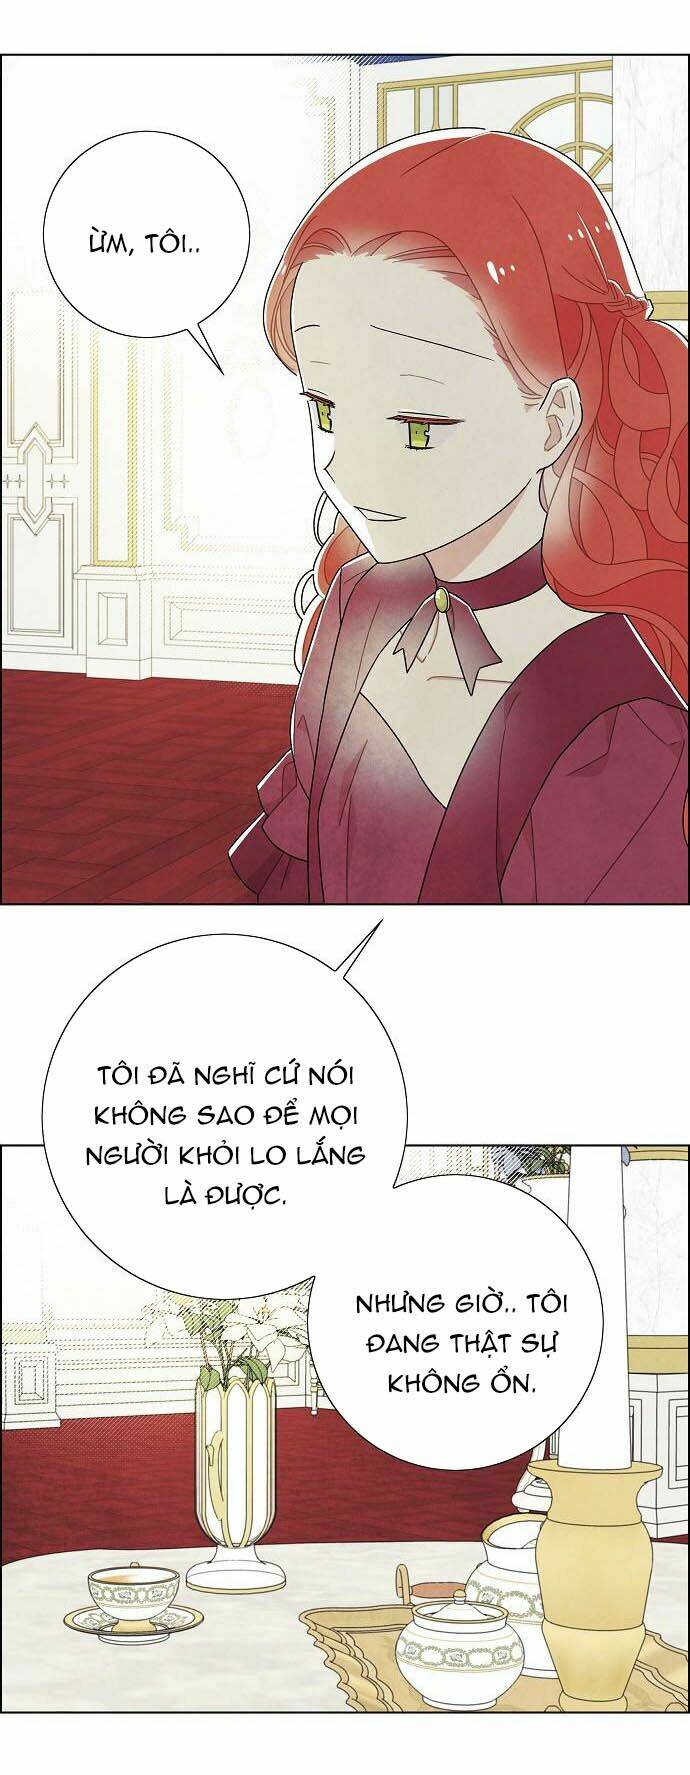 ỪM, TÔI..
TÔI ĐÃ NGHĨ CỨ NÓI
KHÔNG SAO ĐỂ MỌI
NGƯỜI KHỎI LO LẮNG
LÀ ĐƯỢC.
NHƯNG GIỜ.. TÔI
ĐANG THẬT SỰ
KHÔNG ỔN.